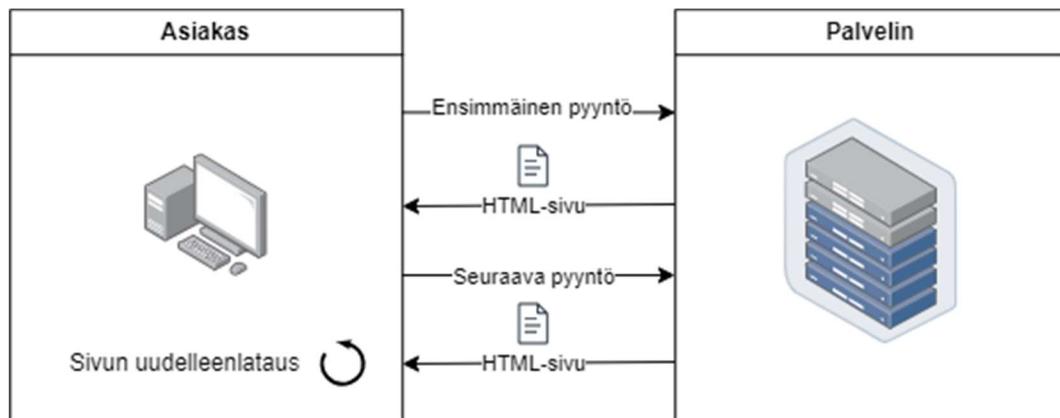 Asiakas
Palvelin
Ensimmäinen pyyntö
HTML-sivu
Seuraava pyyntö
HTML-sivu
Sivun uudelleenlataus